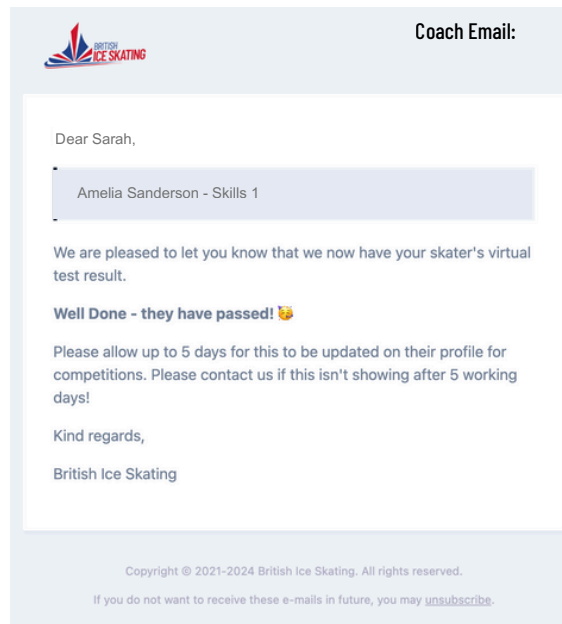 BRITISH
ICE SKATING
Coach Email:
Dear Sarah,
Amelia Sanderson - Skills 1
We are pleased to let you know that we now have your skater's virtual
test result.
Well Done - they have passed! 🥳
Please allow up to 5 days for this to be updated on their profile for
competitions. Please contact us if this isn't showing after 5 working
days!
Kind regards,
British Ice Skating
Copyright © 2021-2024 British Ice Skating. All rights reserved.
If you do not want to receive these e-mails in future, you may unsubscribe.